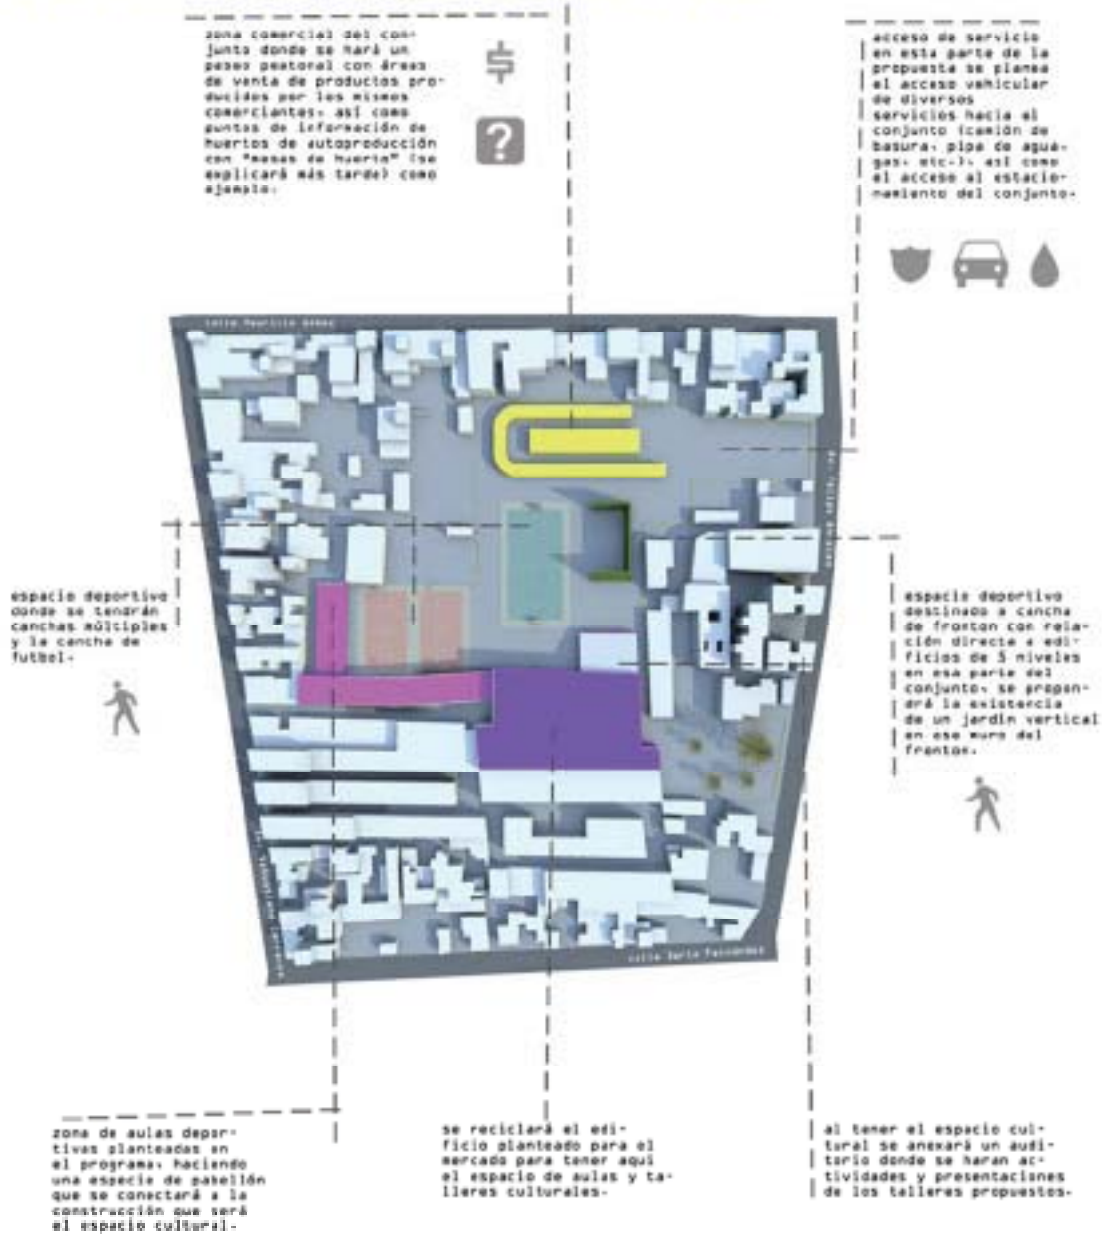 zona comercial del con-
junto donde se hará un
paseo peatonal con áreas
de venta de productos pro-
ducidos por los mismos
comerciantes, así como
puntos de información de
huertos de autoproducción
con "mesas de huerto" (se
explicará más tarde) como
ejemplo.
acceso de servicio
en esta parte de la
propuesta se planea
el acceso vehicular
de diversos
servicios hacia el
conjunto (camión de
basura, pipa de agua,
gas, etc.), así como
el acceso al estacio-
namiento del conjunto.
espacio deportivo
donde se tendrán
canchas múltiples
y la cancha de
futbol.
espacio deportivo
destinado a cancha
de fronton con rela-
ción directa a edi-
ficios de 5 niveles
en esa parte del
conjunto, se propon-
drá la existencia
de un jardín vertical
en ese muro del
fronton.
zona de aulas depor-
tivas planteadas en
el programa, haciendo
una especie de pabellón
que se conectará a la
construcción que será
el espacio cultural.
se reciclará el edi-
ficio planteado para el
mercado para tener aquí
el espacio de aulas y ta-
lleres culturales.
al tener el espacio cul-
tural se anexará un audi-
torio donde se haran ac-
tividades y presentaciones
de los talleres propuestos.
calle
calle